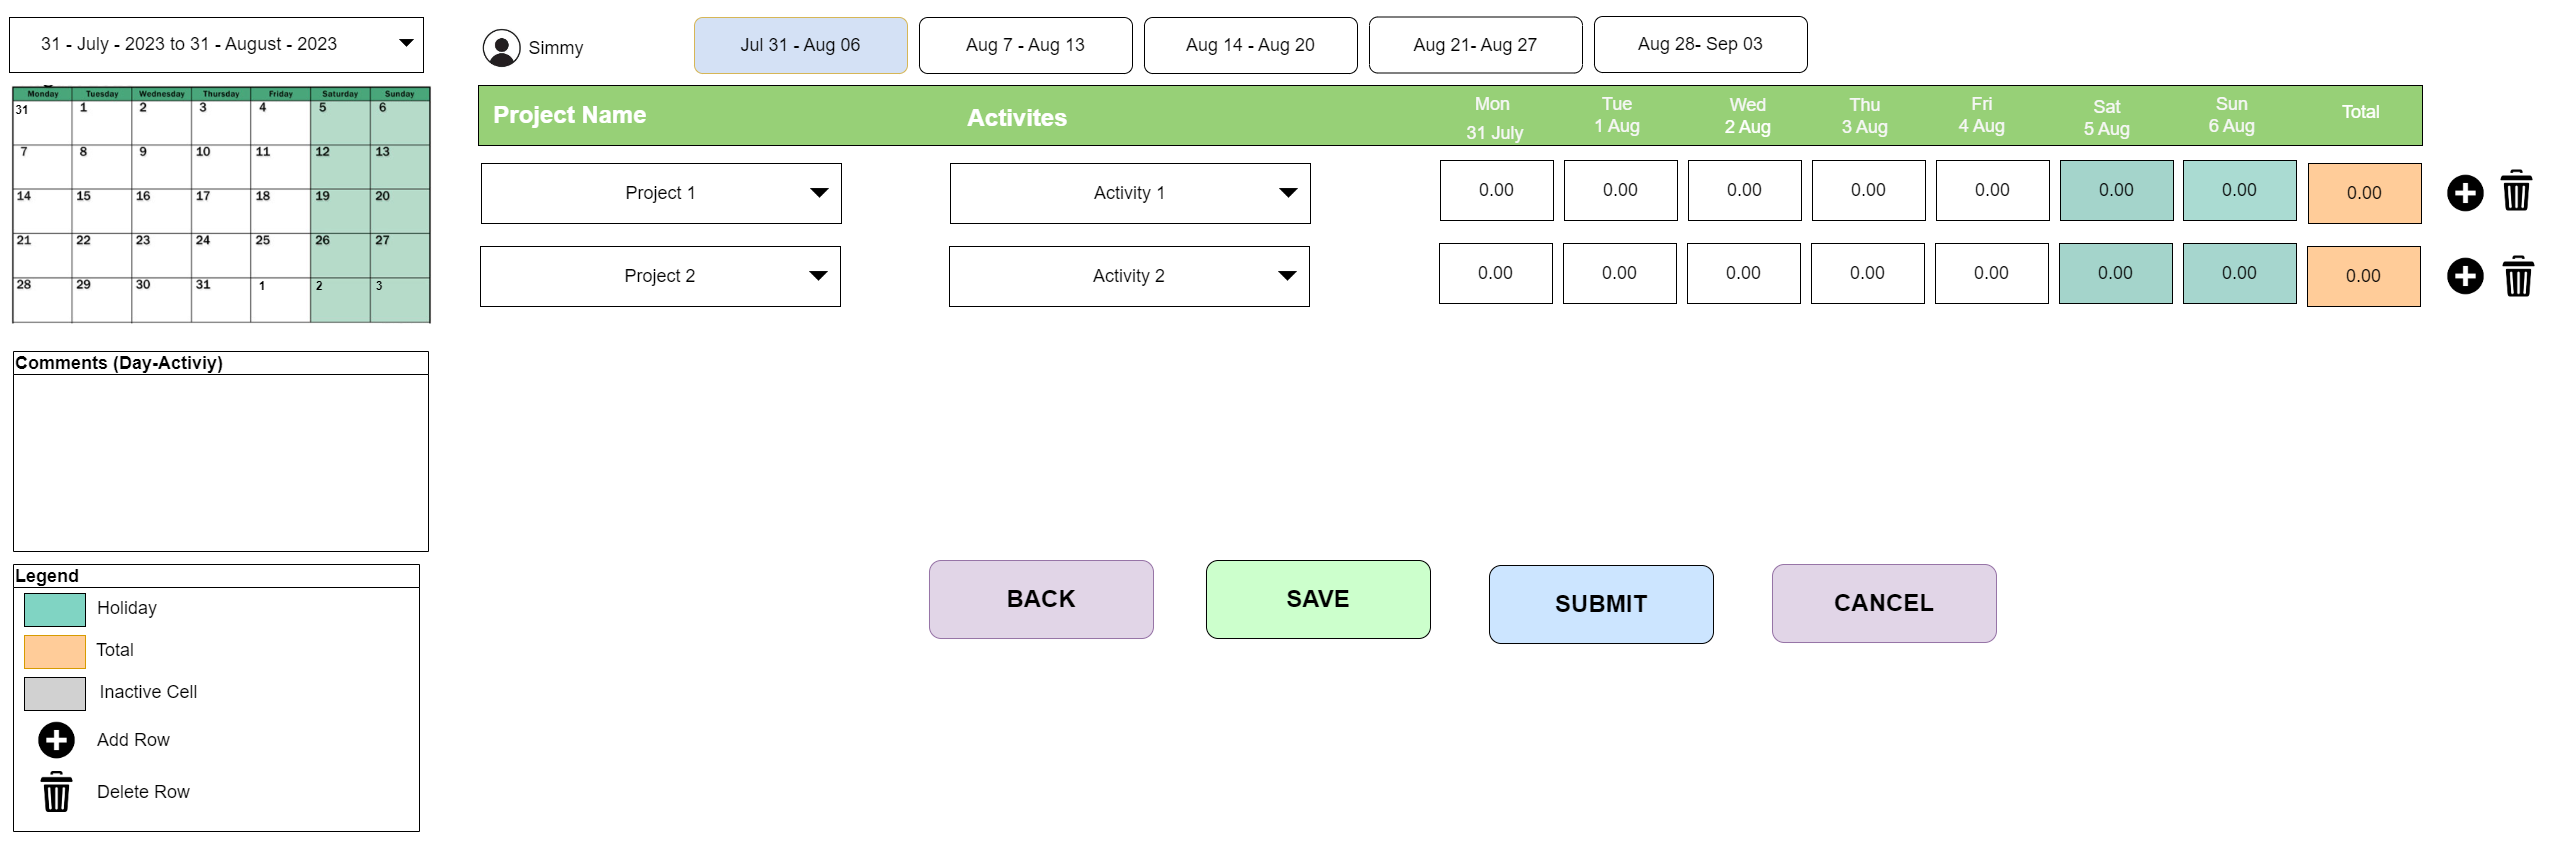 31 - July - 2023 to 31 - August - 2023
Simmy
Jul 31 - Aug 06
Aug 7 - Aug 13
Aug 14 - Aug 20
Aug 21- Aug 27
Aug 28- Sep 03
Monday Tuesday Wednesday Thursday Friday Saturday Sunday
31 1 2 3 4 5 6
7 8 9 10 11 12 13
14 15 16 17 18 19 20
21 22 23 24 25 26 27
28 29 30 31 1 2 3
Project Name Activites Mon Tue Wed Thu Fri Sat Sun Total
31 July 1 Aug 2 Aug 3 Aug 4 Aug 5 Aug 6 Aug
Project 1 Activity 1 0.00 0.00 0.00 0.00 0.00 0.00 0.00 0.00
Project 2 Activity 2 0.00 0.00 0.00 0.00 0.00 0.00 0.00 0.00
Comments (Day-Activiy)
BACK
SAVE
SUBMIT
CANCEL
Legend
Holiday
Total
Inactive Cell
Add Row
Delete Row